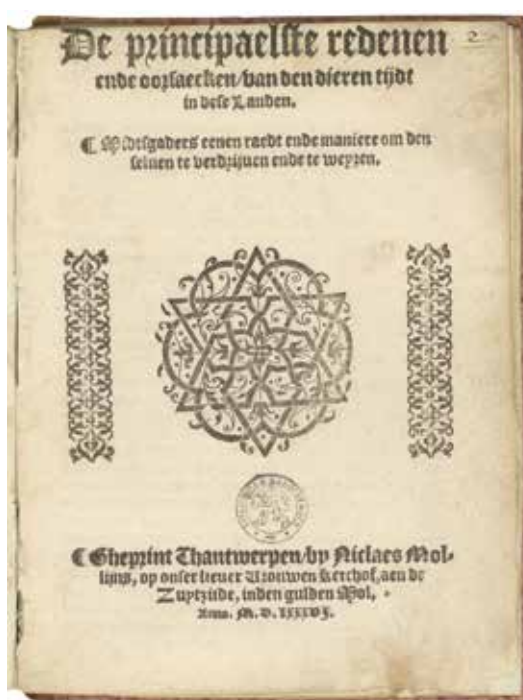 De principaelste redenen
ende oorsaecken/van den dieren tijdt
in dese Landen.
¶ Midtsgaders eenen raedt ende maniere om den
seluen te verdrijuen ende te weyren.
2
¶ Gheprint Thantwerpen/by Niclaes Mol-
lijns, op onser lieuer Vrouwen kerchof, aen de
Zuytzijde, inden gulden Mol,
Anno. M. D. LXXXVI.